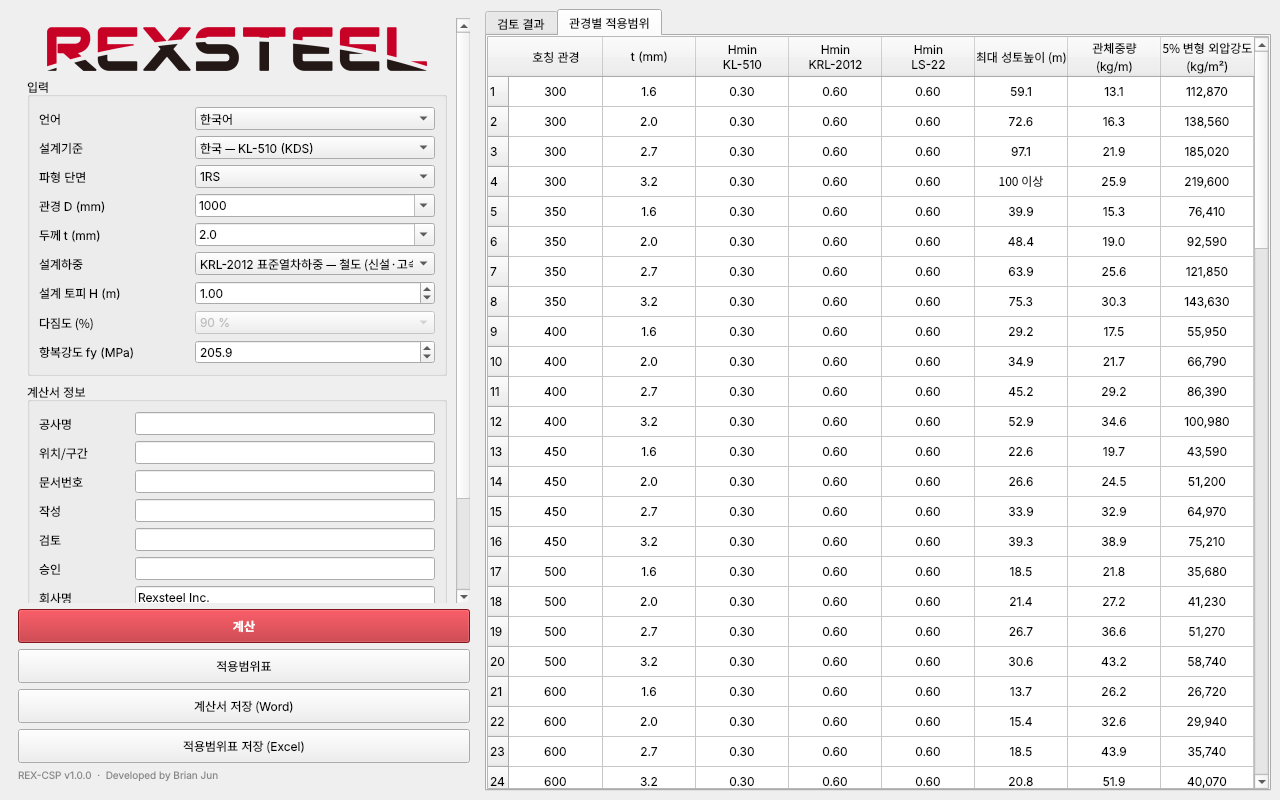 REXSTEEL
입력
언어 한국어
설계기준 한국 — KL-510 (KDS)
파형 단면 1RS
관경 D (mm) 1000
두께 t (mm) 2.0
설계하중 KRL-2012 표준열차하중 — 철도 (신설·고속
설계 토피 H (m) 1.00
다짐도 (%) 90 %
항복강도 fy (MPa) 205.9
계산서 정보
공사명
위치/구간
문서번호
작성
검토
승인
회사명 Rexsteel Inc.
계산
적용범위표
계산서 저장 (Word)
적용범위표 저장 (Excel)
REX-CSP v1.0.0 · Developed by Brian Jun
검토 결과 관경별 적용범위
호칭 관경 t (mm) Hmin KL-510 Hmin KRL-2012 Hmin LS-22 최대 성토높이 (m) 관체중량 (kg/m) 5% 변형 외압강도 (kg/m²)
1 300 1.6 0.30 0.60 0.60 59.1 13.1 112,870
2 300 2.0 0.30 0.60 0.60 72.6 16.3 138,560
3 300 2.7 0.30 0.60 0.60 97.1 21.9 185,020
4 300 3.2 0.30 0.60 0.60 100 이상 25.9 219,600
5 350 1.6 0.30 0.60 0.60 39.9 15.3 76,410
6 350 2.0 0.30 0.60 0.60 48.4 19.0 92,590
7 350 2.7 0.30 0.60 0.60 63.9 25.6 121,850
8 350 3.2 0.30 0.60 0.60 75.3 30.3 143,630
9 400 1.6 0.30 0.60 0.60 29.2 17.5 55,950
10 400 2.0 0.30 0.60 0.60 34.9 21.7 66,790
11 400 2.7 0.30 0.60 0.60 45.2 29.2 86,390
12 400 3.2 0.30 0.60 0.60 52.9 34.6 100,980
13 450 1.6 0.30 0.60 0.60 22.6 19.7 43,590
14 450 2.0 0.30 0.60 0.60 26.6 24.5 51,200
15 450 2.7 0.30 0.60 0.60 33.9 32.9 64,970
16 450 3.2 0.30 0.60 0.60 39.3 38.9 75,210
17 500 1.6 0.30 0.60 0.60 18.5 21.8 35,680
18 500 2.0 0.30 0.60 0.60 21.4 27.2 41,230
19 500 2.7 0.30 0.60 0.60 26.7 36.6 51,270
20 500 3.2 0.30 0.60 0.60 30.6 43.2 58,740
21 600 1.6 0.30 0.60 0.60 13.7 26.2 26,720
22 600 2.0 0.30 0.60 0.60 15.4 32.6 29,940
23 600 2.7 0.30 0.60 0.60 18.5 43.9 35,740
24 600 3.2 0.30 0.60 0.60 20.8 51.9 40,070